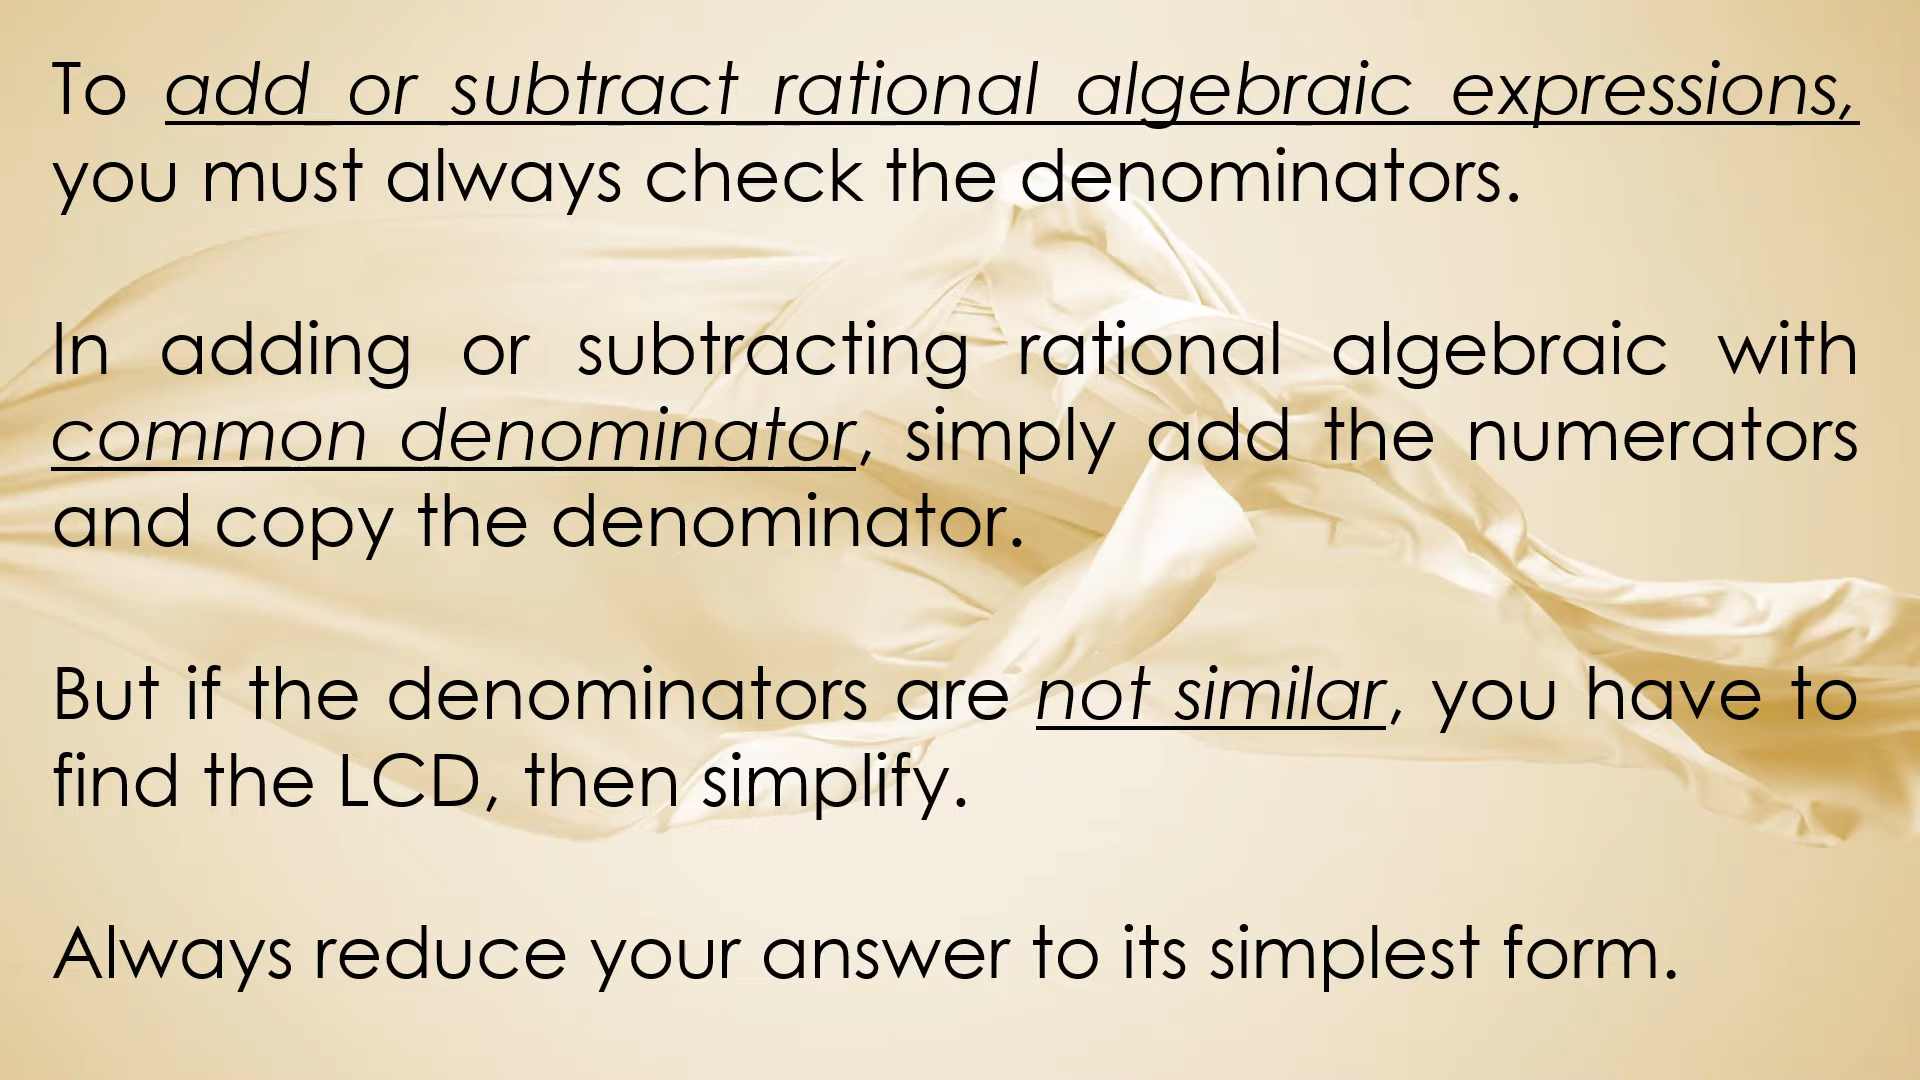 To add or subtract rational algebraic expressions,
you must always check the denominators.
In adding or subtracting rational algebraic with
common denominator, simply add the numerators
and copy the denominator.
But if the denominators are not similar, you have to
find the LCD, then simplify.
Always reduce your answer to its simplest form.